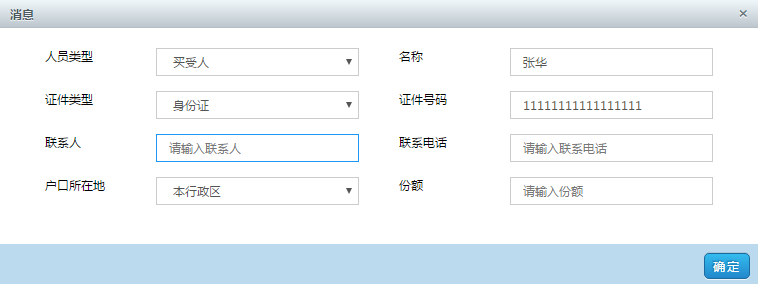 消息
人员类型 买受人 名称 张华
证件类型 身份证 证件号码 11111111111111111
联系人 请输入联系人 联系电话 请输入联系电话
户口所在地 本行政区 份额 请输入份额
确定